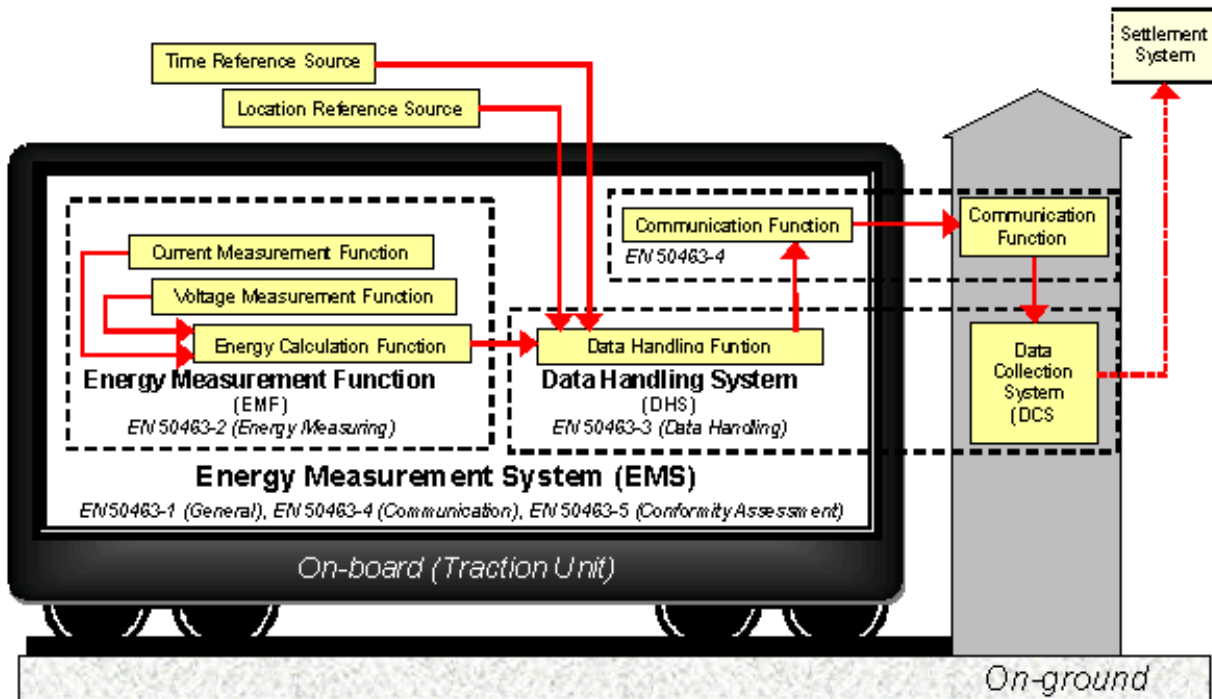 Settlement
System
Time Reference Source
Location Reference Source
Communication Function
EN 50463-4
Communication
Function
Current Measurement Function
Voltage Measurement Function
Energy Calculation Function
Energy Measurement Function
(EMF)
EN 50463-2 (Energy Measuring)
Data Handling Funtion
Data Handling System
(DHS)
EN 50463-3 (Data Handling)
Data
Collection
System
(DCS
Energy Measurement System (EMS)
EN50463-1 (General), EN 50463-4 (Communication), EN 50463-5 (Conformity Assessment)
On-board (Traction Unit)
On-ground